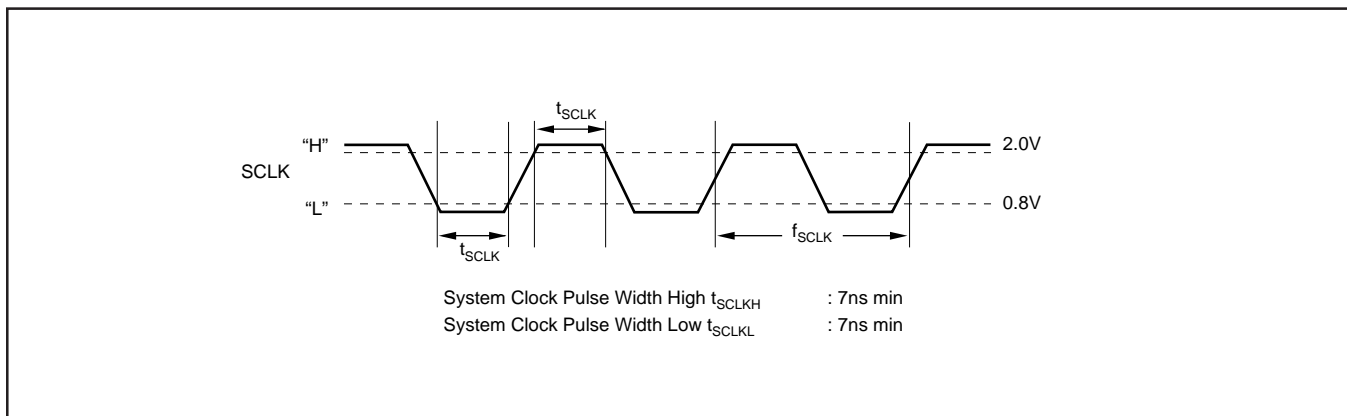 tSCLK
“H”
2.0V
SCLK
“L”
0.8V
tSCLK
fSCLK
System Clock Pulse Width High tSCLKH : 7ns min
System Clock Pulse Width Low tSCLKL : 7ns min